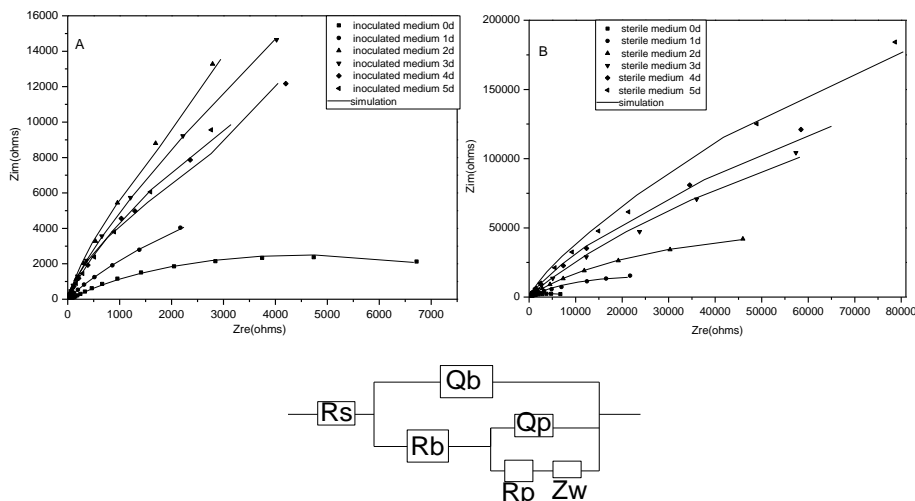 A
Zim(ohms)
16000
14000
12000
10000
8000
6000
4000
2000
0
0 1000 2000 3000 4000 5000 6000 7000
Zre(ohms)
inoculated medium 0d
inoculated medium 1d
inoculated medium 2d
inoculated medium 3d
inoculated medium 4d
inoculated medium 5d
simulation
B
Zim(ohms)
200000
150000
100000
50000
0
0 10000 20000 30000 40000 50000 60000 70000 80000
Zre(ohms)
sterile medium 0d
sterile medium 1d
sterile medium 2d
sterile medium 3d
sterile medium 4d
sterile medium 5d
simulation
Qb
Rs
Qp
Rb
Rp Zw